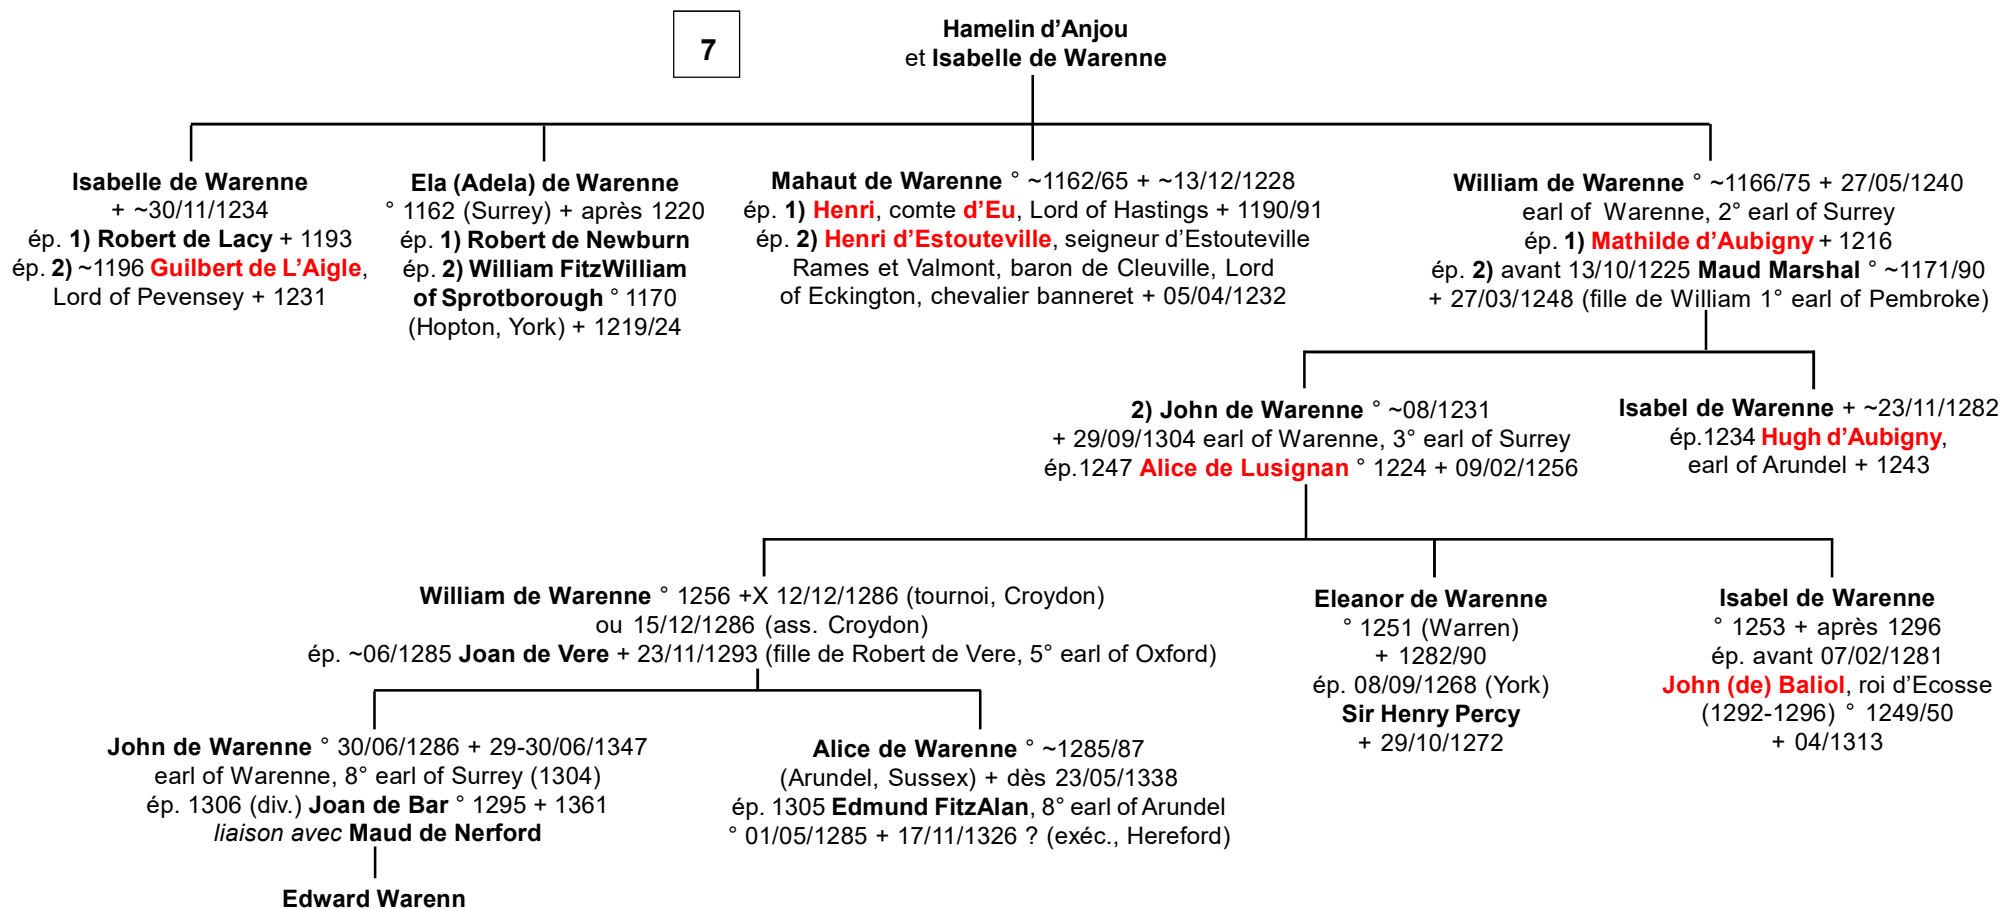 7
Hamelin d'Anjou
et Isabelle de Warenne
Isabelle de Warenne
+ ~30/11/1234
ép. 1) Robert de Lacy + 1193
ép. 2) ~1196 Guilbert de L'Aigle,
Lord of Pevensey + 1231
Ela (Adela) de Warenne
° 1162 (Surrey) + après 1220
ép. 1) Robert de Newburn
ép. 2) William FitzWilliam
of Sprotborough ° 1170
(Hopton, York) + 1219/24
Mahaut de Warenne ° ~1162/65 + ~13/12/1228
ép. 1) Henri, comte d'Eu, Lord of Hastings + 1190/91
ép. 2) Henri d'Estouteville, seigneur d'Estouteville
Rames et Valmont, baron de Cleuville, Lord
of Eckington, chevalier banneret + 05/04/1232
William de Warenne ° ~1166/75 + 27/05/1240
earl of Warenne, 2° earl of Surrey
ép. 1) Mathilde d'Aubigny + 1216
ép. 2) avant 13/10/1225 Maud Marshal ° ~1171/90
+ 27/03/1248 (fille de William 1° earl of Pembroke)
2) John de Warenne ° ~08/1231
+ 29/09/1304 earl of Warenne, 3° earl of Surrey
ép.1247 Alice de Lusignan ° 1224 + 09/02/1256
Isabel de Warenne + ~23/11/1282
ép.1234 Hugh d'Aubigny,
earl of Arundel + 1243
William de Warenne ° 1256 +X 12/12/1286 (tournoi, Croydon)
ou 15/12/1286 (ass. Croydon)
ép. ~06/1285 Joan de Vere + 23/11/1293 (fille de Robert de Vere, 5° earl of Oxford)
Eleanor de Warenne
° 1251 (Warren)
+ 1282/90
ép. 08/09/1268 (York)
Sir Henry Percy
+ 29/10/1272
Isabel de Warenne
° 1253 + après 1296
ép. avant 07/02/1281
John (de) Baliol, roi d'Ecosse
(1292-1296) ° 1249/50
+ 04/1313
John de Warenne ° 30/06/1286 + 29-30/06/1347
earl of Warenne, 8° earl of Surrey (1304)
ép. 1306 (div.) Joan de Bar ° 1295 + 1361
liaison avec Maud de Nerford
Alice de Warenne ° ~1285/87
(Arundel, Sussex) + dès 23/05/1338
ép. 1305 Edmund FitzAlan, 8° earl of Arundel
° 01/05/1285 + 17/11/1326 ? (exéc., Hereford)
Edward Warenn